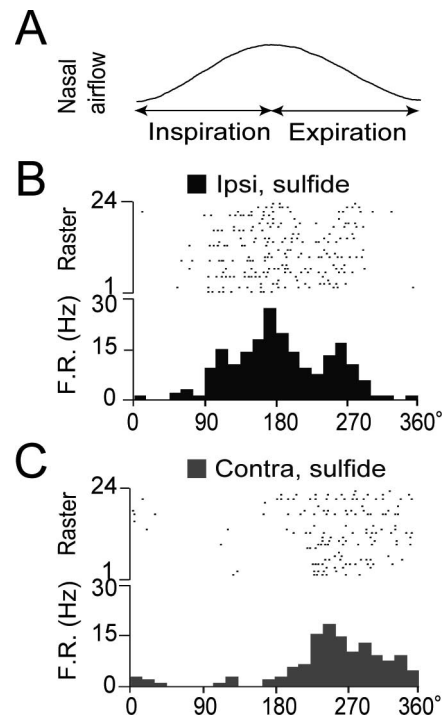 A
Nasal
airflow
Inspiration Expiration
B
Ipsi, sulfide
24
Raster
1
30
F.R. (Hz)
15
0
0 90 180 270 360°
C
Contra, sulfide
24
Raster
1
30
F.R. (Hz)
15
0
0 90 180 270 360°